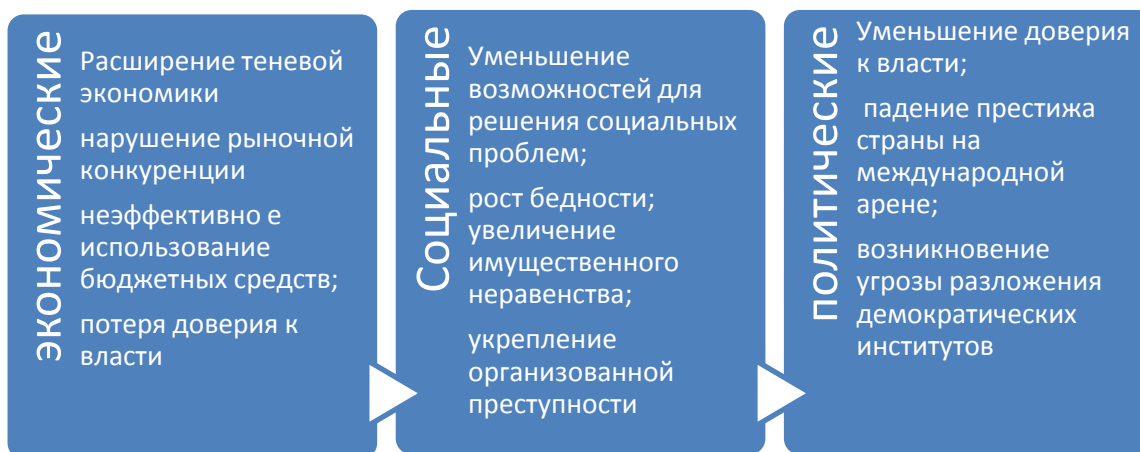 экономические
Расширение теневой
экономики
нарушение рыночной
конкуренции
неэффективно е
использование
бюджетных средств;
потеря доверия к
власти
Социальные
Уменьшение
возможностей для
решения социальных
проблем;
рост бедности;
увеличение
имущественного
неравенства;
укрепление
организованной
преступности
политические
Уменьшение доверия
к власти;
падение престижа
страны на
международной
арене;
возникновение
угрозы разложения
демократических
институтов